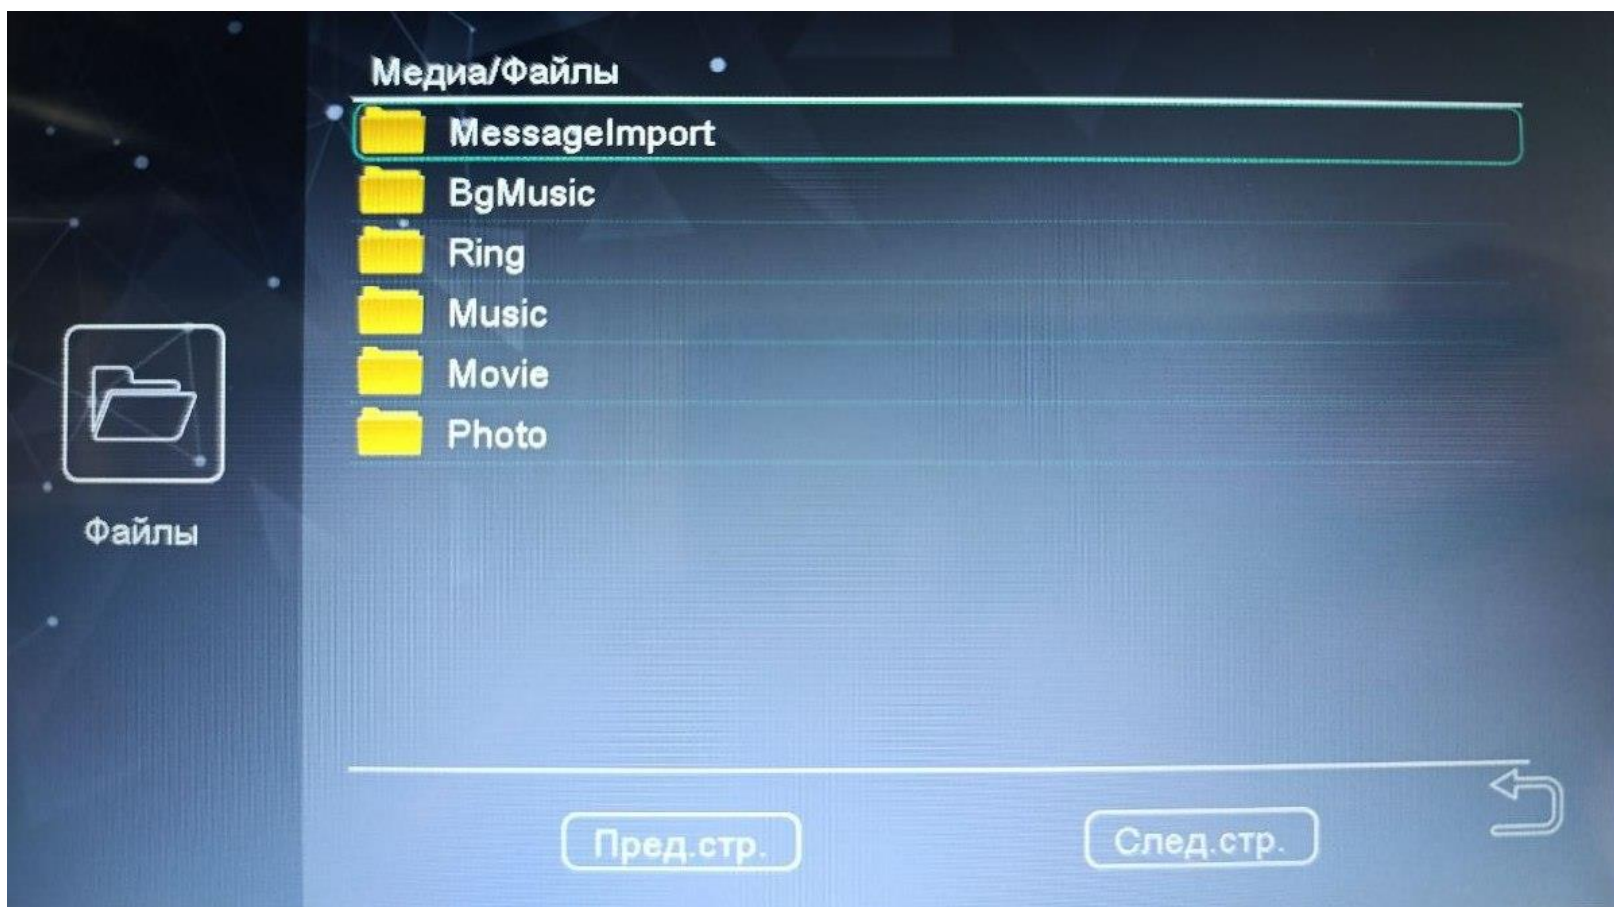 Медиа/Файлы
MessageImport
BgMusic
Ring
Music
Movie
Photo
Файлы
Пред.стр.
След.стр.